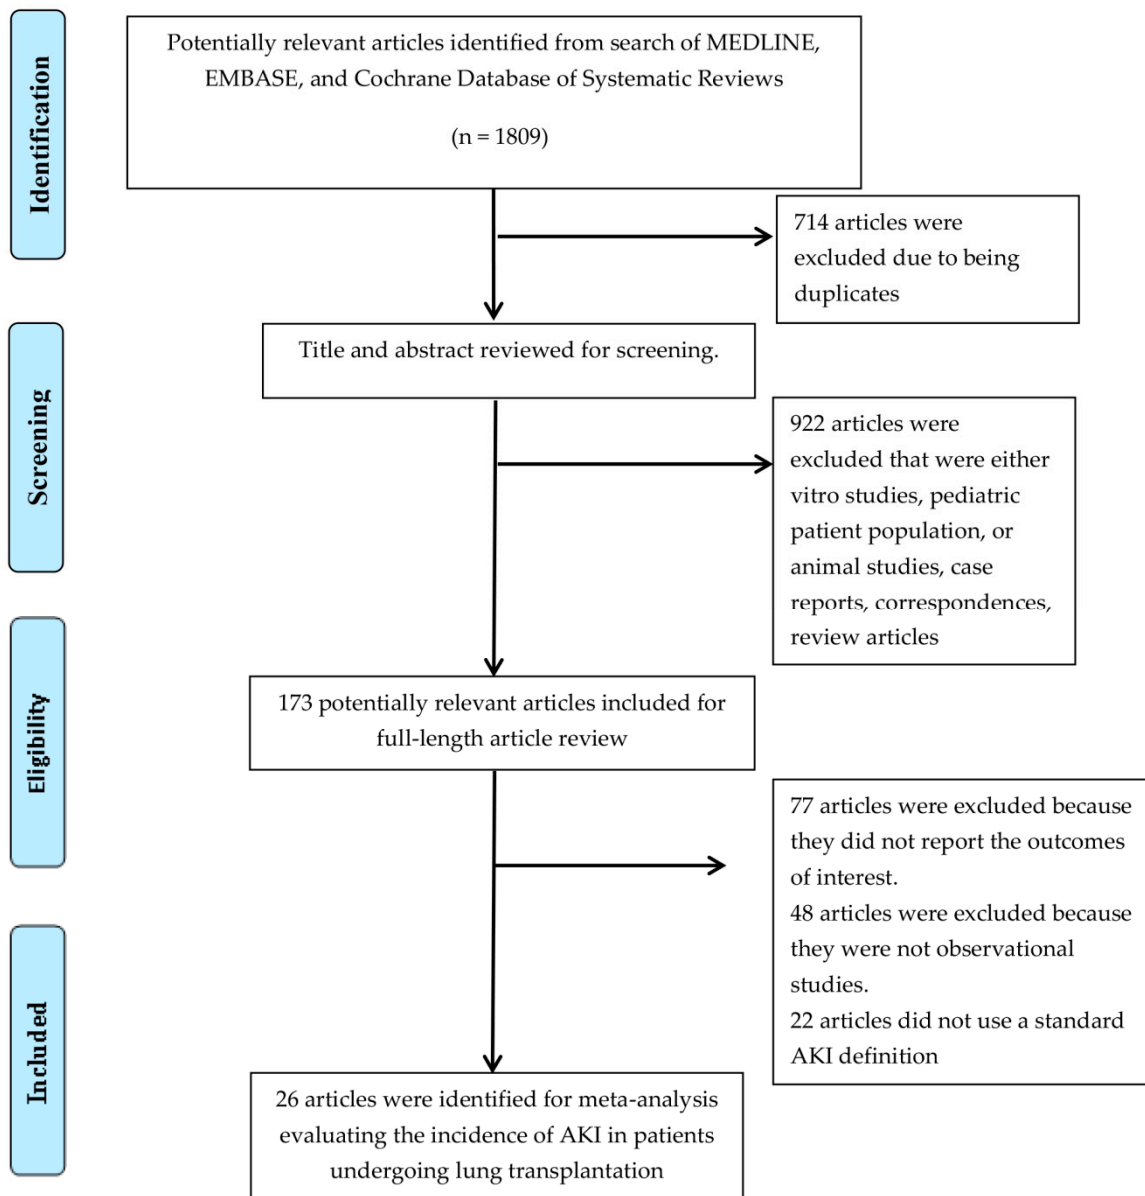 Identification
Potentially relevant articles identified from search of MEDLINE,
EMBASE, and Cochrane Database of Systematic Reviews
(n = 1809)
714 articles were
excluded due to being
duplicates
Screening
Title and abstract reviewed for screening.
922 articles were
excluded that were either
vitro studies, pediatric
patient population, or
animal studies, case
reports, correspondences,
review articles
Eligibility
173 potentially relevant articles included for
full-length article review
77 articles were excluded because
they did not report the outcomes
of interest.
48 articles were excluded because
they were not observational
studies.
22 articles did not use a standard
AKI definition
Included
26 articles were identified for meta-analysis
evaluating the incidence of AKI in patients
undergoing lung transplantation